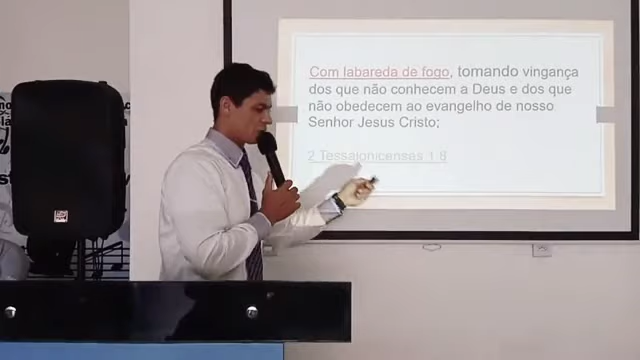 Com labareda de fogo, tomando vingança
dos que não conhecem a Deus e dos que
não obedecem ao evangelho de nosso
Senhor Jesus Cristo;
2 Tessalonicenses 1:8